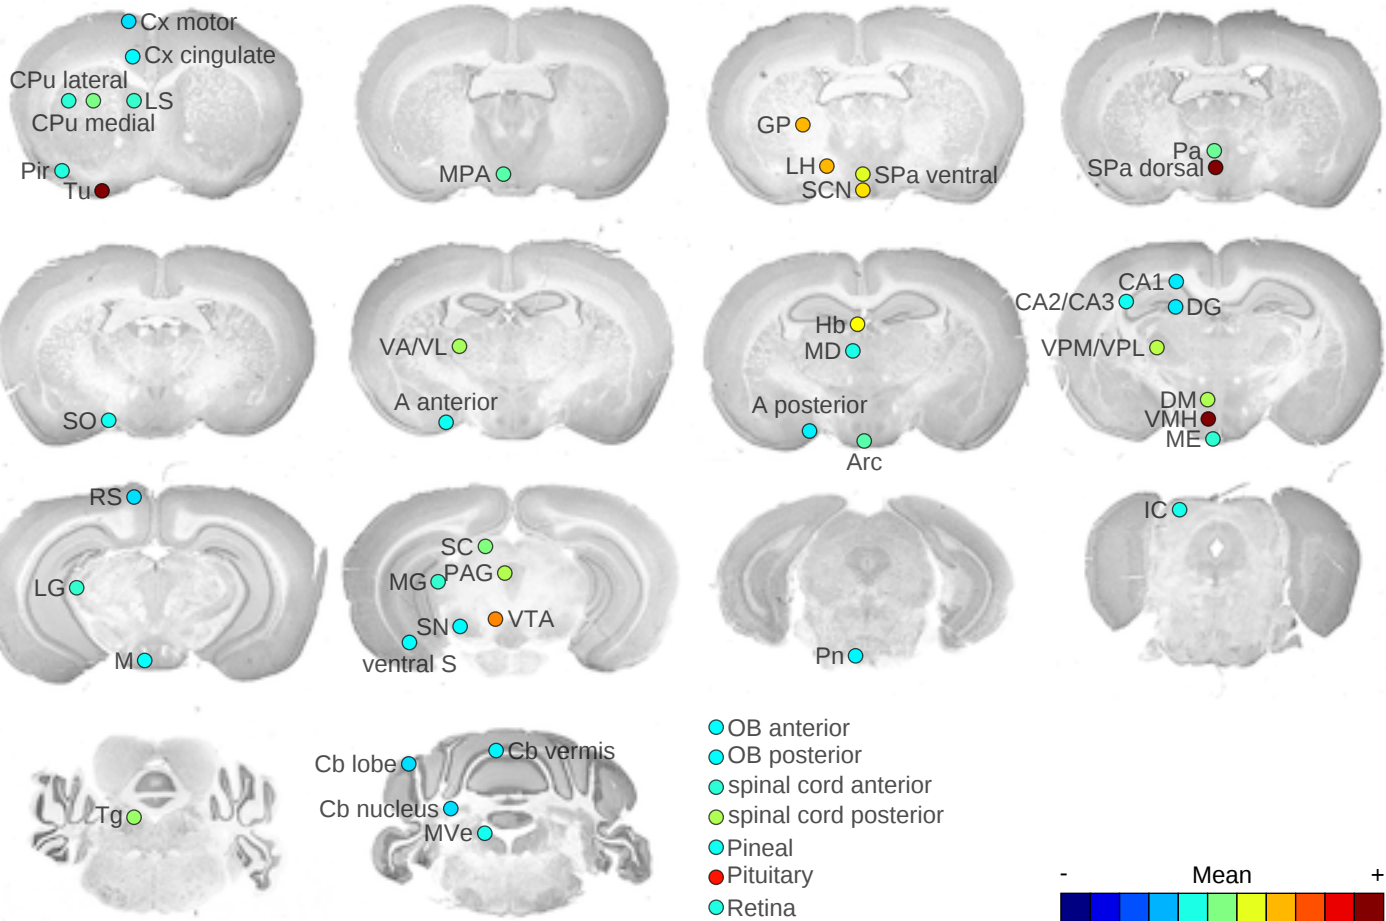 Cx motor
Cx cingulate
CPu lateral
LS
CPu medial
Pir
Tu
MPA
GP
LH
SPa ventral
SCN
Pa
SPa dorsal
SO
VA/VL
A anterior
Hb
MD
A posterior
Arc
CA1
CA2/CA3
DG
VPM/VPL
DM
VMH
ME
RS
LG
M
SC
PAG
MG
VTA
SN
ventral S
Pn
IC
Tg
Cb vermis
Cb lobe
Cb nucleus
MVe
OB anterior
OB posterior
spinal cord anterior
spinal cord posterior
Pineal
Pituitary
Retina
- Mean +